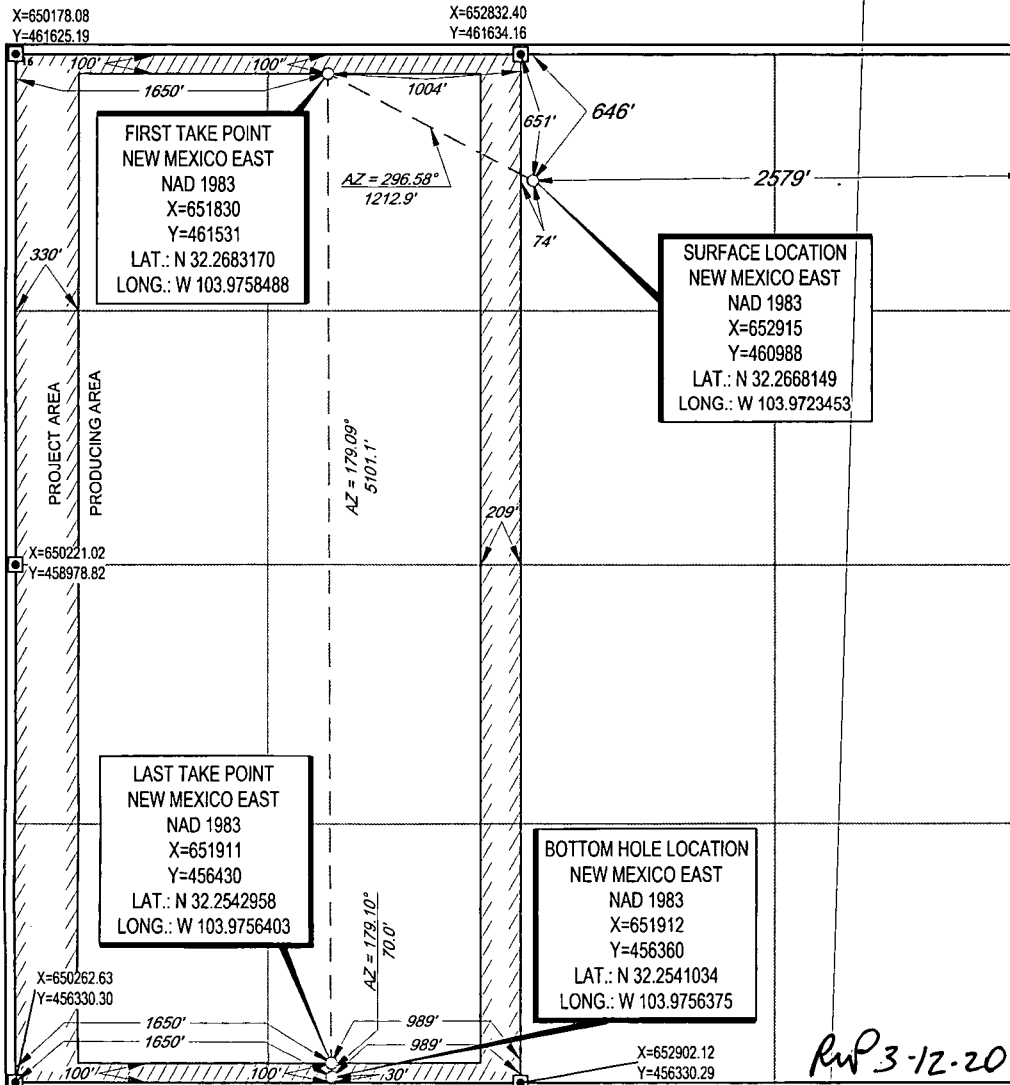 X=650178.08
Y=461625.19
X=652832.40
Y=461634.16
16
100'
100'
1650'
1004'
651'
646'
FIRST TAKE POINT
NEW MEXICO EAST
NAD 1983
X=651830
Y=461531
LAT.: N 32.2683170
LONG.: W 103.9758488
AZ = 296.58°
1212.9'
2579'
74'
330'
SURFACE LOCATION
NEW MEXICO EAST
NAD 1983
X=652915
Y=460988
LAT.: N 32.2668149
LONG.: W 103.9723453
PROJECT AREA
PRODUCING AREA
AZ = 179.09°
5101.1'
209'
X=650221.02
Y=458978.82
LAST TAKE POINT
NEW MEXICO EAST
NAD 1983
X=651911
Y=456430
LAT.: N 32.2542958
LONG.: W 103.9756403
AZ = 179.10°
70.0'
BOTTOM HOLE LOCATION
NEW MEXICO EAST
NAD 1983
X=651912
Y=456360
LAT.: N 32.2541034
LONG.: W 103.9756375
X=650262.63
Y=456330.30
1650'
989'
1650'
989'
100'
100'
30'
X=652902.12
Y=456330.29
RWP 3-12-20